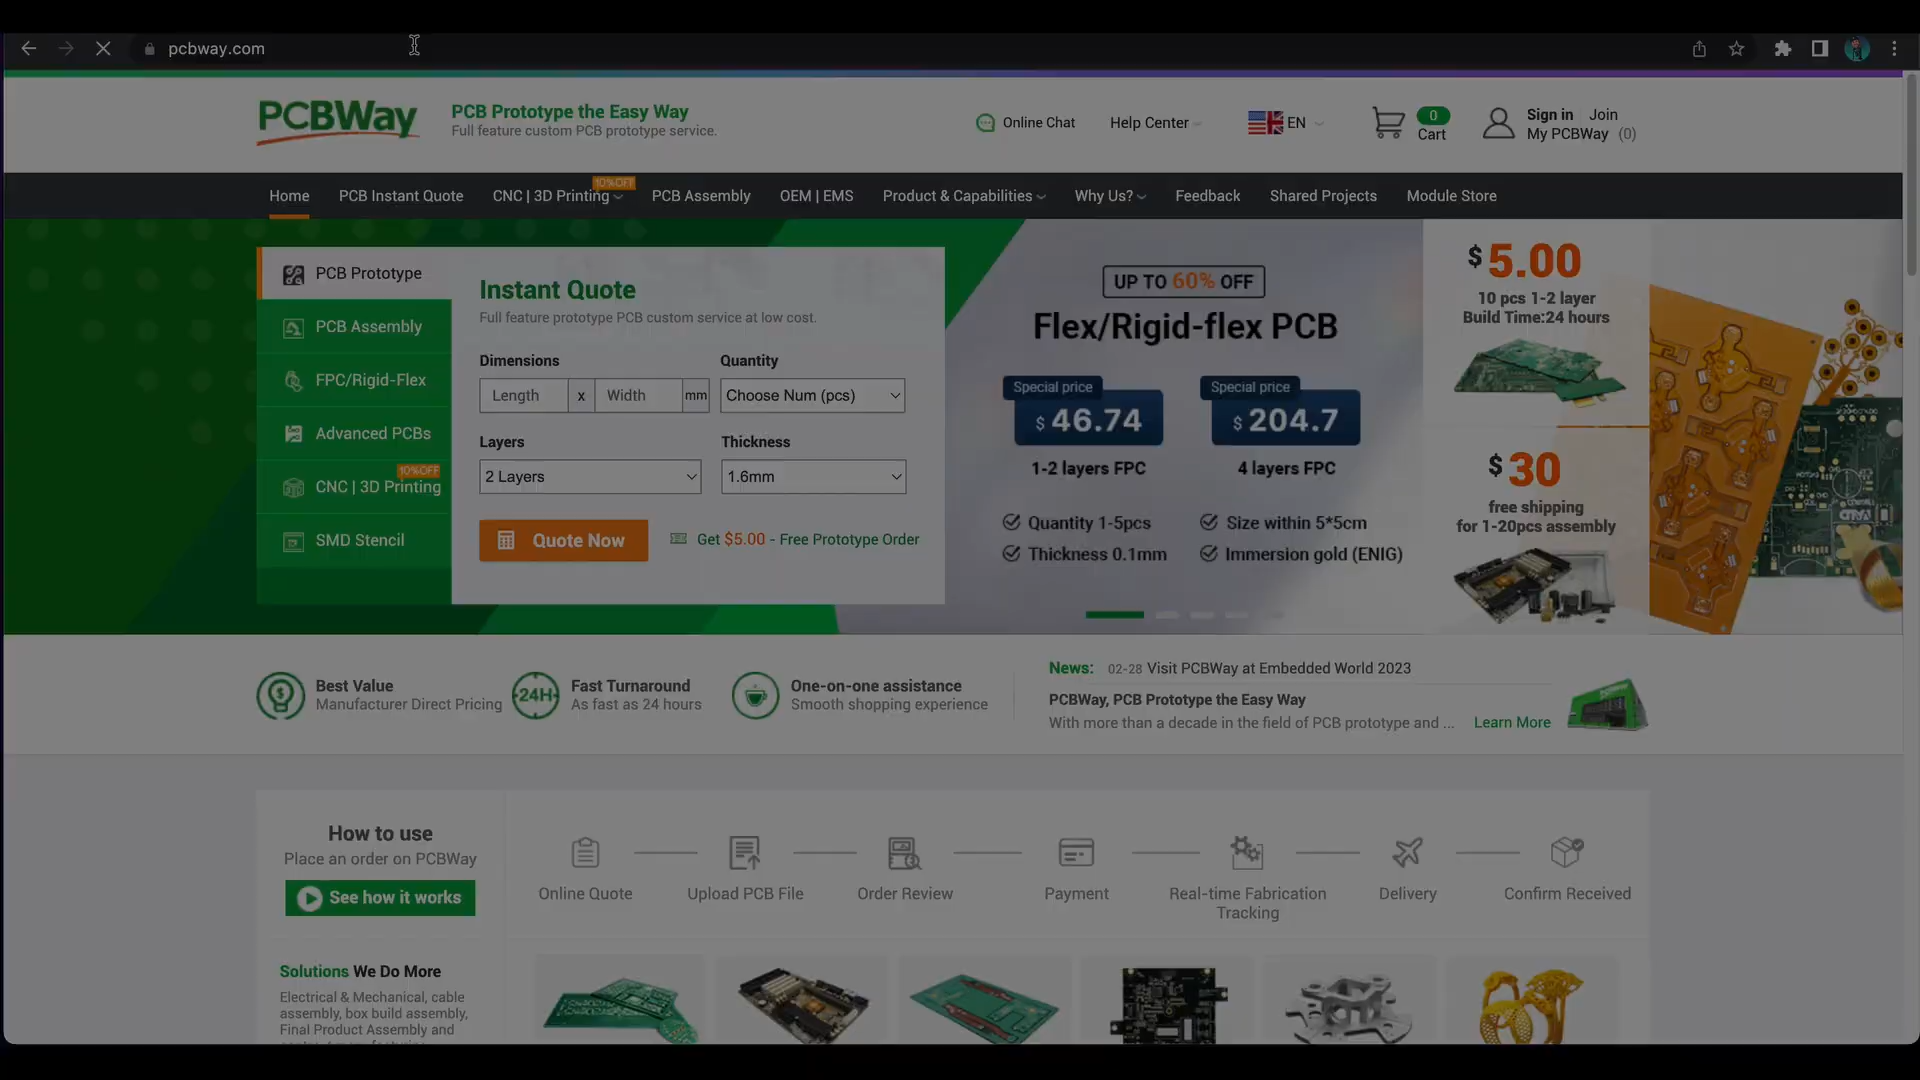 pcbway.com
PCBWay
PCB Prototype the Easy Way
Full feature custom PCB prototype service.
Online Chat
Help Center
EN
0
Cart
Sign in Join
My PCBWay (0)
Home
PCB Instant Quote
CNC | 3D Printing
10%OFF
PCB Assembly
OEM | EMS
Product & Capabilities
Why Us?
Feedback
Shared Projects
Module Store
PCB Prototype
PCB Assembly
FPC/Rigid-Flex
Advanced PCBs
10%OFF
CNC | 3D Printing
SMD Stencil
Instant Quote
Full feature prototype PCB custom service at low cost.
Dimensions
Quantity
Length
x
Width
mm
Choose Num (pcs)
Layers
Thickness
2 Layers
1.6mm
Quote Now
Get $5.00 - Free Prototype Order
UP TO 60% OFF
Flex/Rigid-flex PCB
Special price
$ 46.74
1-2 layers FPC
Special price
$ 204.7
4 layers FPC
Quantity 1-5pcs
Size within 5*5cm
Thickness 0.1mm
Immersion gold (ENIG)
$5.00
10 pcs 1-2 layer
Build Time:24 hours
$30
free shipping
for 1-20pcs assembly
Best Value
Manufacturer Direct Pricing
24H
Fast Turnaround
As fast as 24 hours
One-on-one assistance
Smooth shopping experience
News: 02-28 Visit PCBWay at Embedded World 2023
PCBWay, PCB Prototype the Easy Way
With more than a decade in the field of PCB prototype and ... Learn More
How to use
Place an order on PCBWay
See how it works
Online Quote
Upload PCB File
Order Review
Payment
Real-time Fabrication
Tracking
Delivery
Confirm Received
Solutions We Do More
Electrical & Mechanical, cable
assembly, box build assembly,
Final Product Assembly and